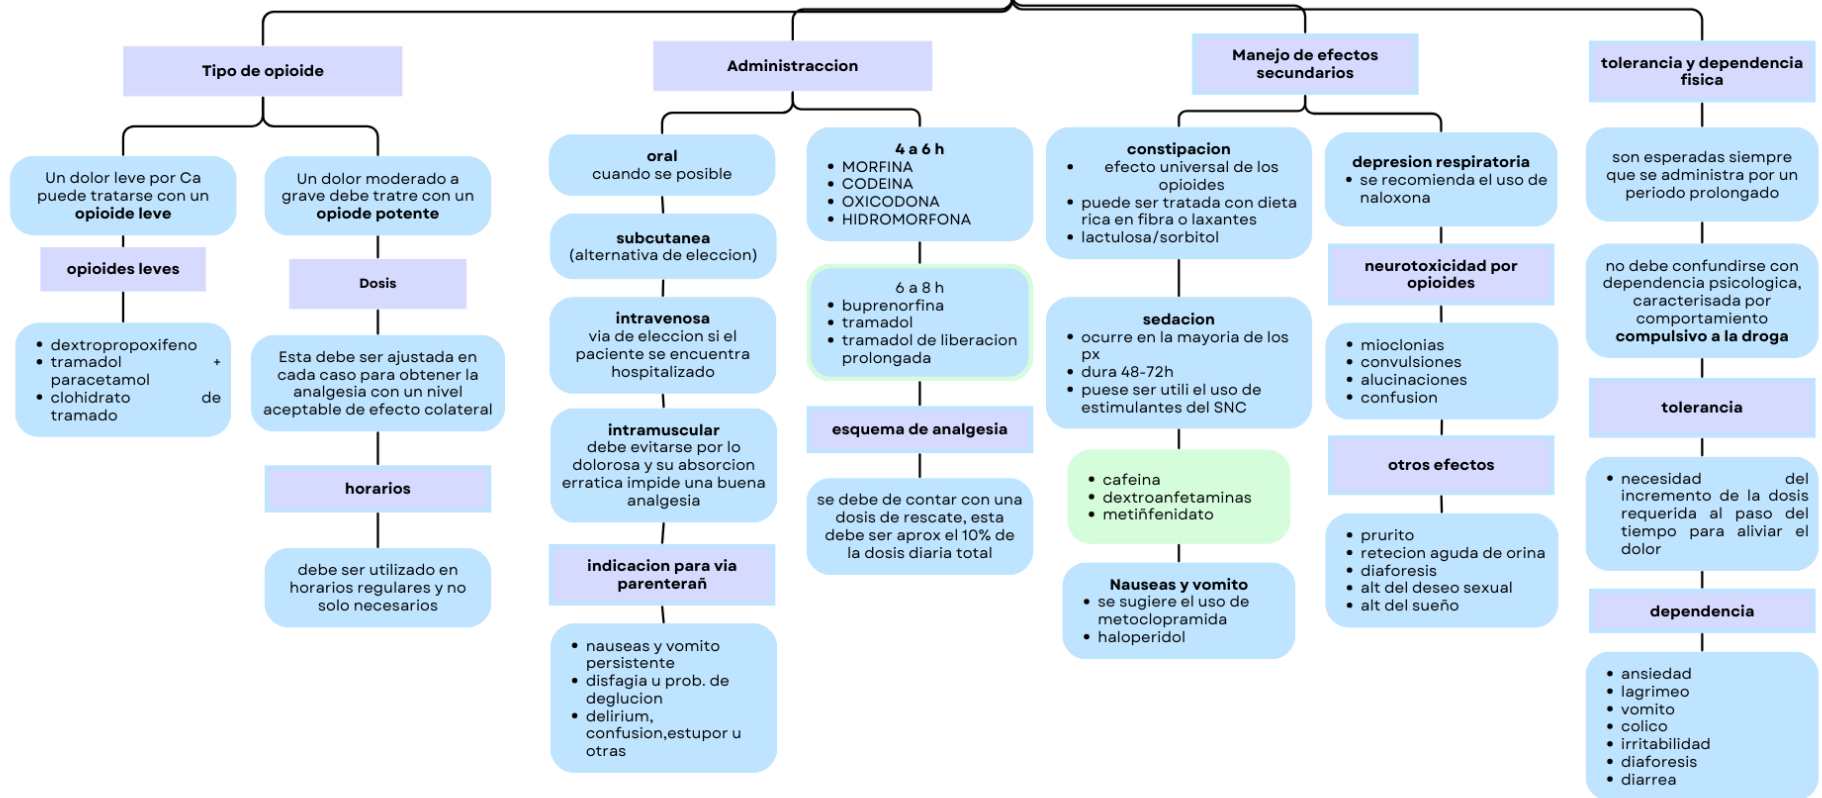 Tipo de opioide
Un dolor leve por Ca
puede tratarse con un
opioide leve
opioides leves
dextropropoxifeno
tramadol +
paracetamol
clohidrato de
tramado
Un dolor moderado a
grave debe tratre con un
opiode potente
Dosis
Esta debe ser ajustada en
cada caso para obtener la
analgesia con un nivel
aceptable de efecto colateral
horarios
debe ser utilizado en
horarios regulares y no
solo necesarios
Administraccion
oral
cuando se posible
subcutanea
(alternativa de eleccion)
intravenosa
via de eleccion si el
paciente se encuentra
hospitalizado
intramuscular
debe evitarse por lo
dolorosa y su absorcion
erratica impide una buena
analgesia
indicacion para via
parenterañ
nauseas y vomito
persistente
disfagia u prob. de
deglucion
delirium,
confusion,estupor u
otras
4 a 6 h
MORFINA
CODEINA
OXICODONA
HIDROMORFONA
6 a 8 h
buprenorfina
tramadol
tramadol de liberacion
prolongada
esquema de analgesia
se debe de contar con una
dosis de rescate, esta
debe ser aprox el 10% de
la dosis diaria total
Manejo de efectos
secundarios
constipacion
efecto universal de los
opioides
puede ser tratada con dieta
rica en fibra o laxantes
lactulosa/sorbitol
sedacion
ocurre en la mayoria de los
px
dura 48-72h
puese ser utili el uso de
estimulantes del SNC
cafeina
dextroanfetaminas
metiñfenidato
Nauseas y vomito
se sugiere el uso de
metoclopramida
haloperidol
depresion respiratoria
se recomienda el uso de
naloxona
neurotoxicidad por
opioides
mioclonias
convulsiones
alucinaciones
confusion
otros efectos
prurito
retecion aguda de orina
diaforesis
alt del deseo sexual
alt del sueño
tolerancia y dependencia
fisica
son esperadas siempre
que se administra por un
periodo prolongado
no debe confundirse con
dependencia psicologica,
caracterisada por
comportamiento
compulsivo a la droga
tolerancia
necesidad del
incremento de la dosis
requerida al paso del
tiempo para aliviar el
dolor
dependencia
ansiedad
lagrimeo
vomito
colico
irritabilidad
diaforesis
diarrea